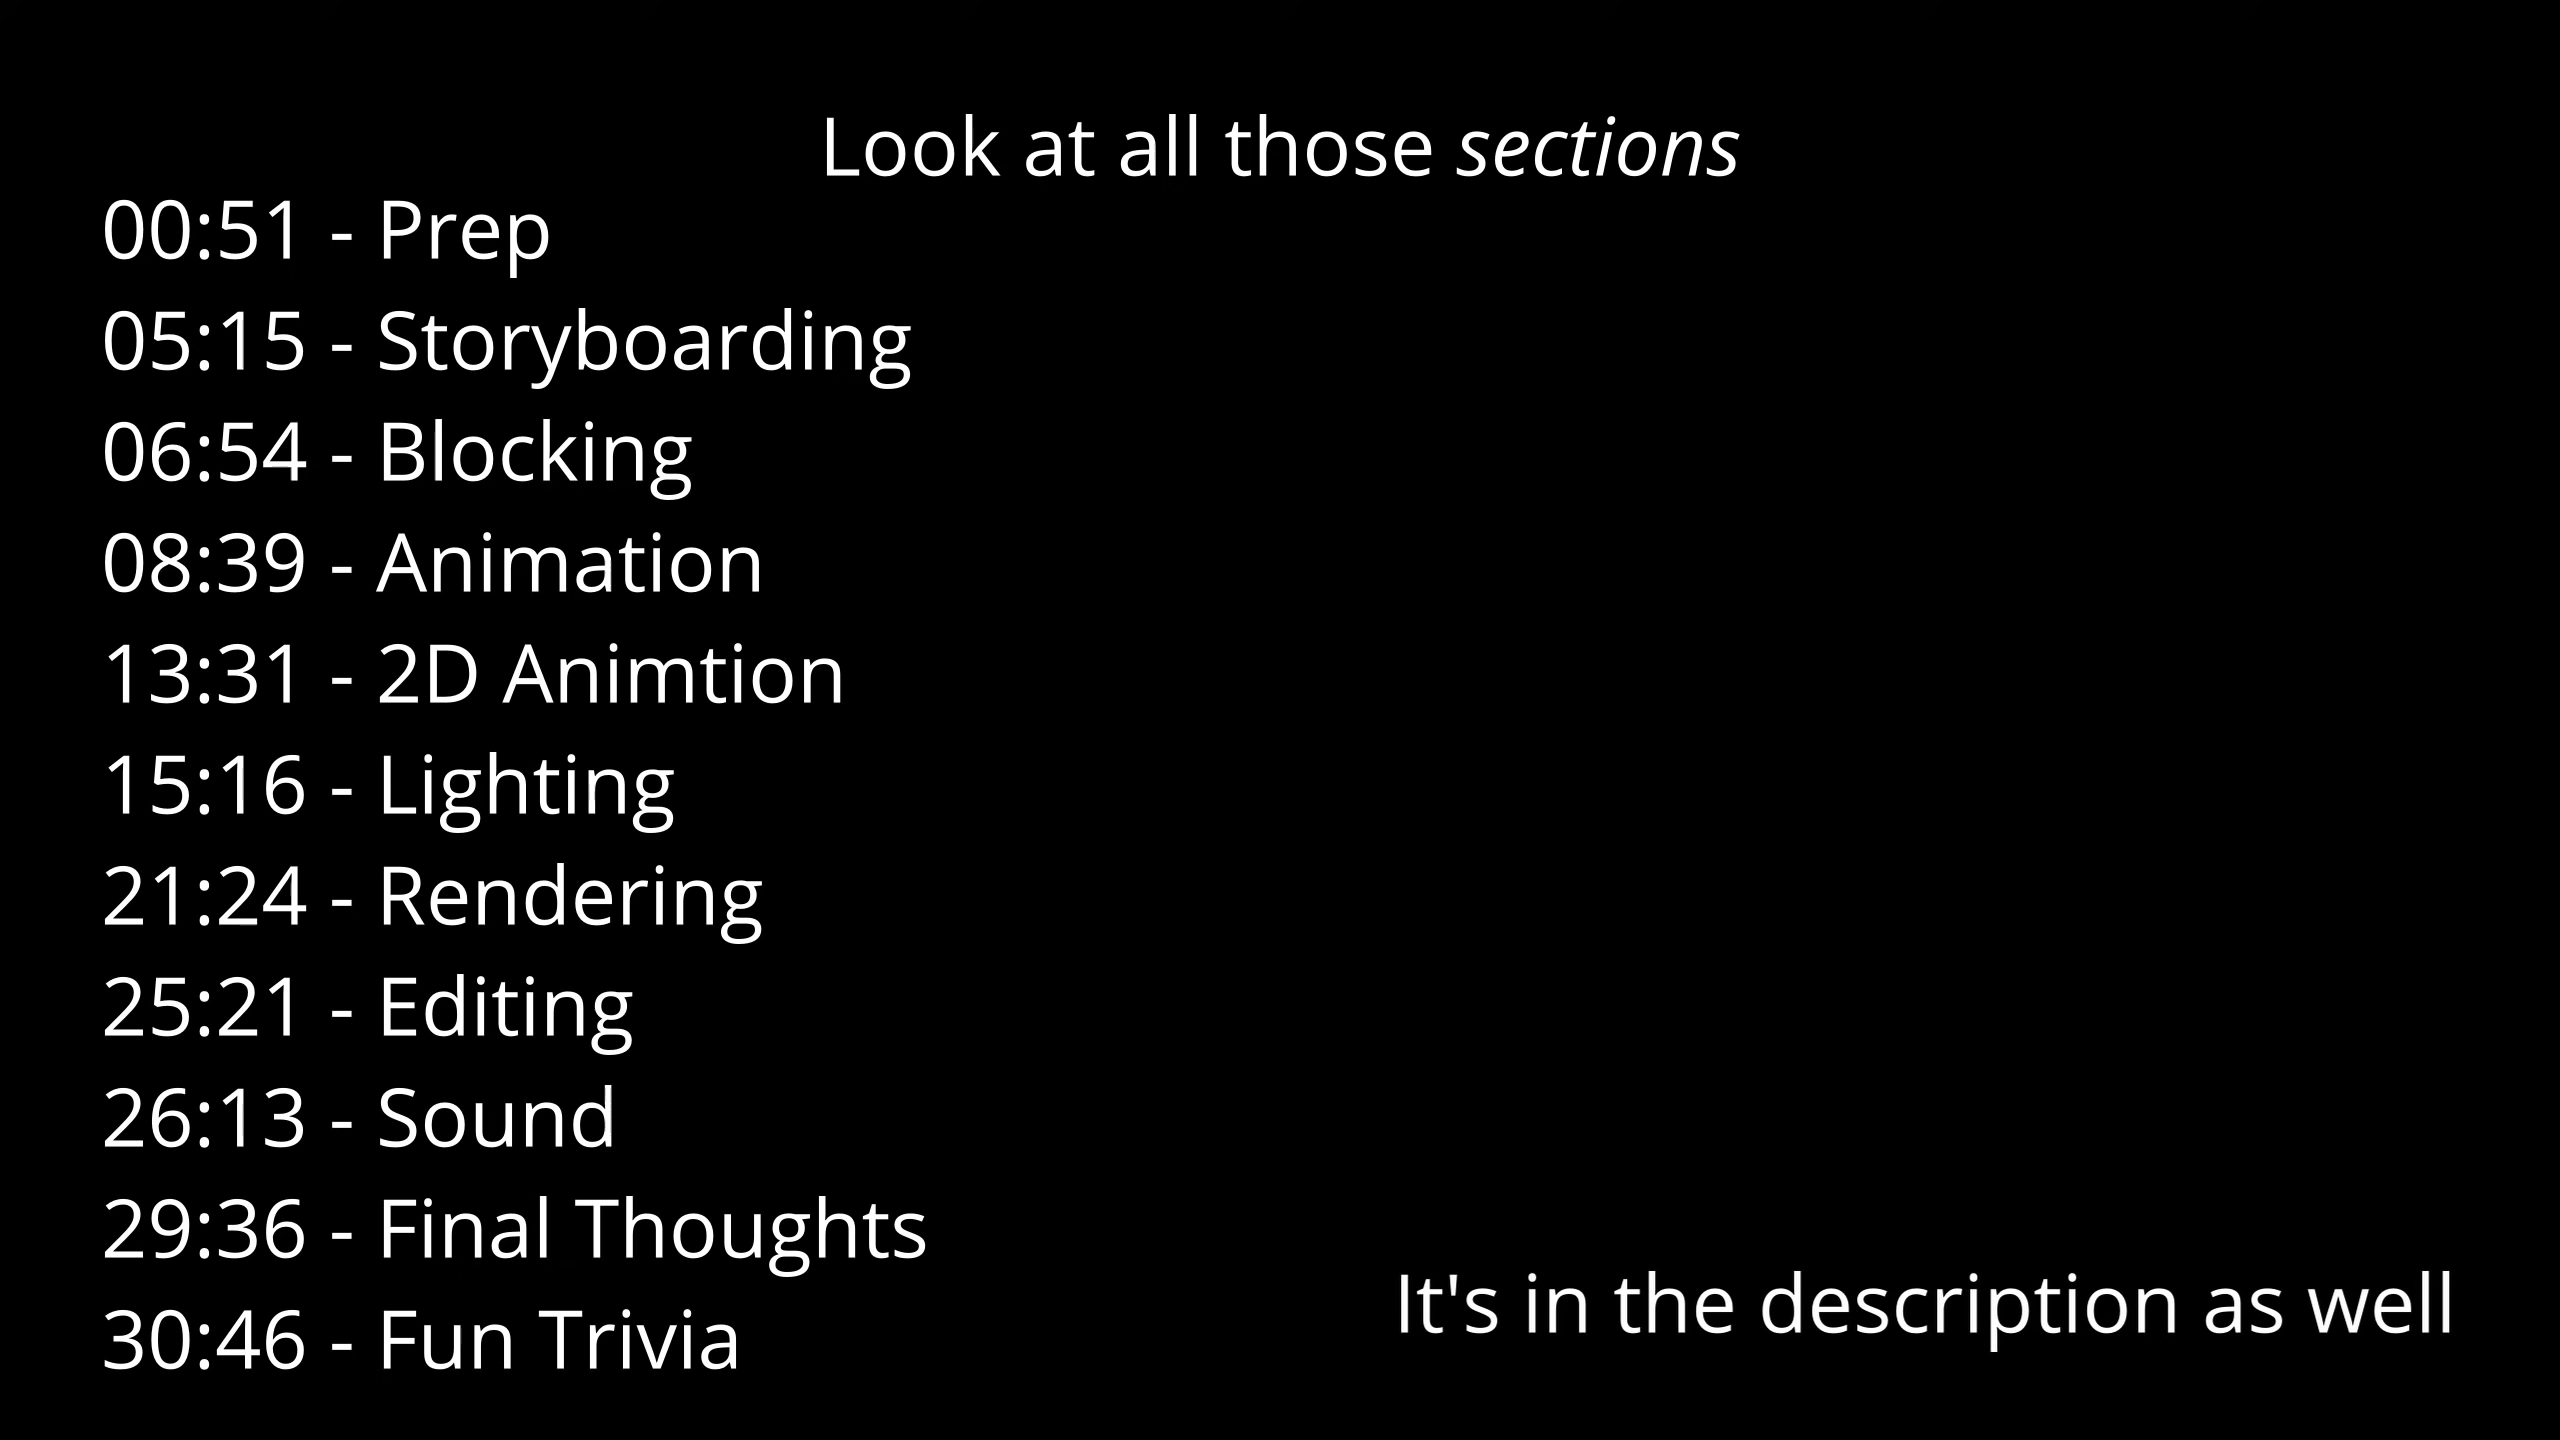 Look at all those sections
00:51 - Prep
05:15 - Storyboarding
06:54 - Blocking
08:39 - Animation
13:31 - 2D Animtion
15:16 - Lighting
21:24 - Rendering
25:21 - Editing
26:13 - Sound
29:36 - Final Thoughts
30:46 - Fun Trivia
It's in the description as well